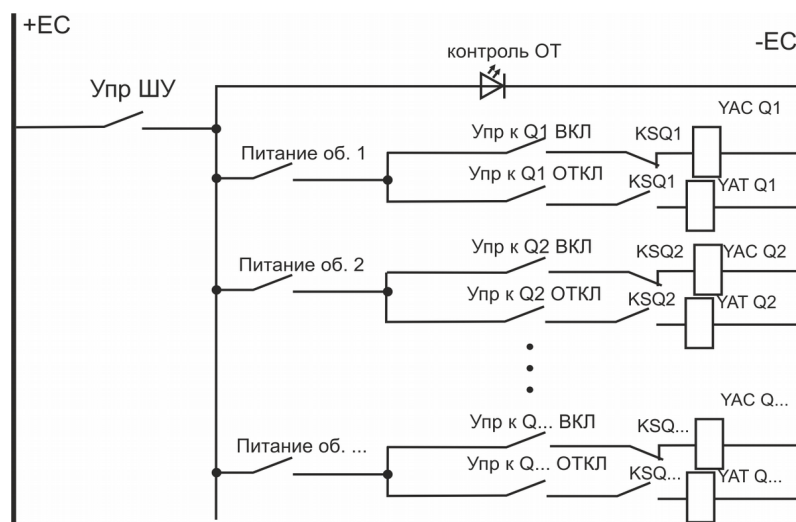 +ЕС
контроль ОТ
-ЕС
Упр ШУ
YAC Q1
Упр к Q1 ВКЛ
KSQ1
Питание об. 1
Упр к Q1 ОТКЛ
KSQ1
YAT Q1
Упр к Q2 ВКЛ
KSQ2
YAC Q2
Питание об. 2
Упр к Q2 ОТКЛ
KSQ2
YAT Q2
YAC Q...
Упр к Q... ВКЛ
KSQ...
Питание об. ...
Упр к Q... ОТКЛ
KSQ...
YAT Q...